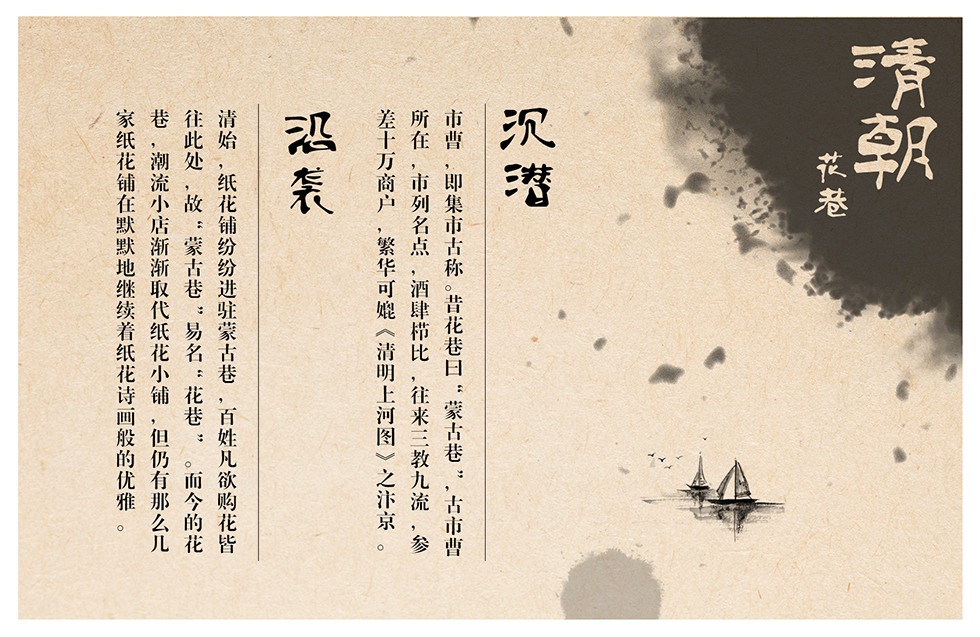 清朝
花巷
沉潜
市曹，即集市古称。昔花巷曰“蒙古巷”，古市曹
所在，市列名点，酒肆栉比，往来三教九流，参
差十万商户，繁华可媲《清明上河图》之汴京。
沿袭
清始，纸花铺纷纷进驻蒙古巷，百姓凡欲购花皆
往此处，故“蒙古巷”易名“花巷”。而今的花
巷，潮流小店渐渐取代纸花小铺，但仍有那么几
家纸花铺在默默地继续着纸花诗画般的优雅。